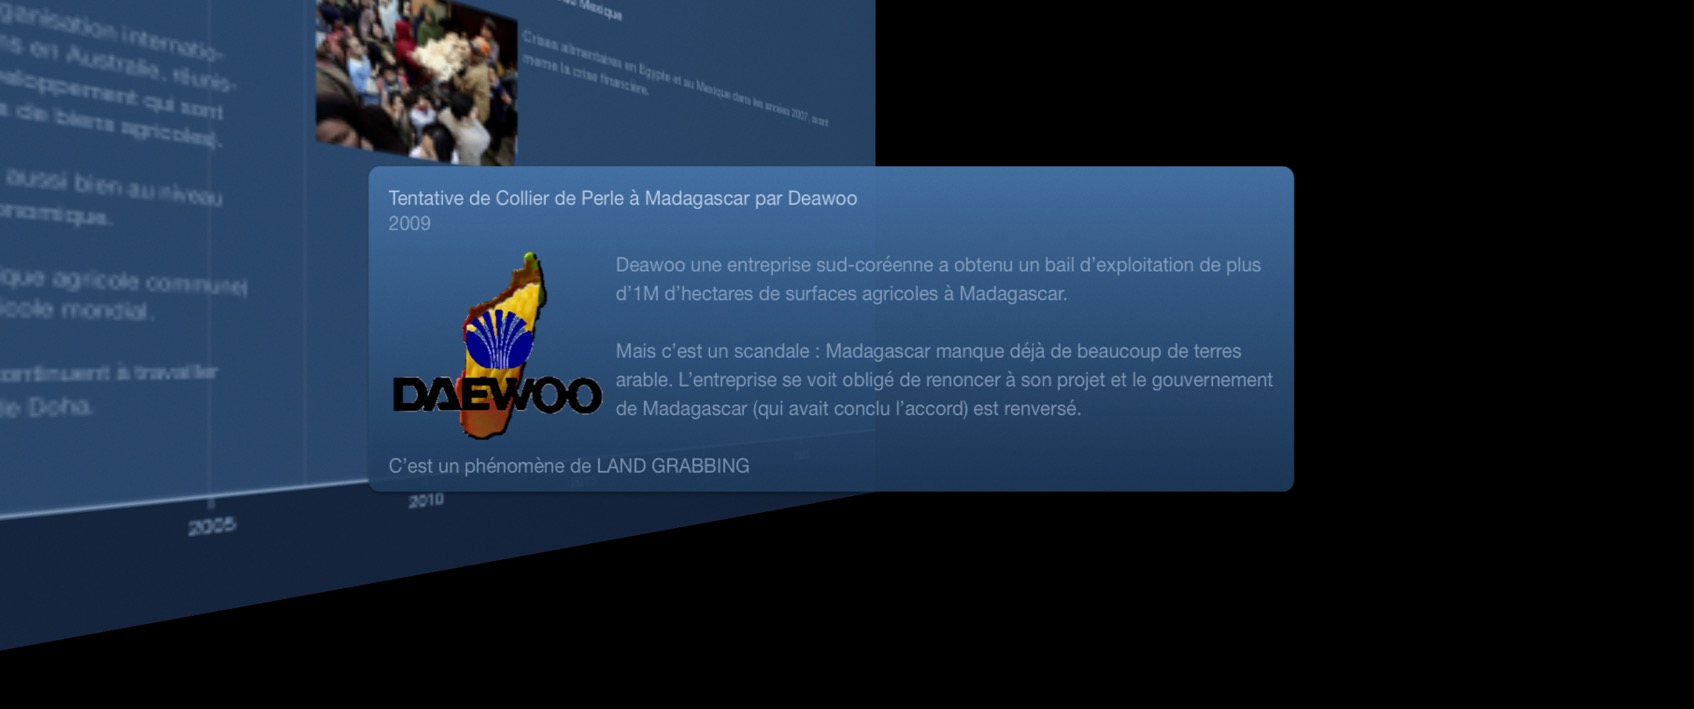 ganisation internatio-
ns en Australie, réunis-
eloppement qui sont
s de biens agricoles).
aussi bien au niveau
onomique.
ique agricole commune)
icole mondial.
continuent à travailler
de Doha.
au Mexique
Crises alimentaires en Egypte et au Mexique dans les années 2007, avant
meme la crise financière.
Tentative de Collier de Perle à Madagascar par Deawoo
2009
Deawoo une entreprise sud-coréenne a obtenu un bail d'exploitation de plus
d'1M d'hectares de surfaces agricoles à Madagascar.
Mais c'est un scandale : Madagascar manque déjà de beaucoup de terres
arable. L'entreprise se voit obligé de renoncer à son projet et le gouvernement
de Madagascar (qui avait conclu l'accord) est renversé.
DAEWOO
C'est un phénomène de LAND GRABBING
2005
2010